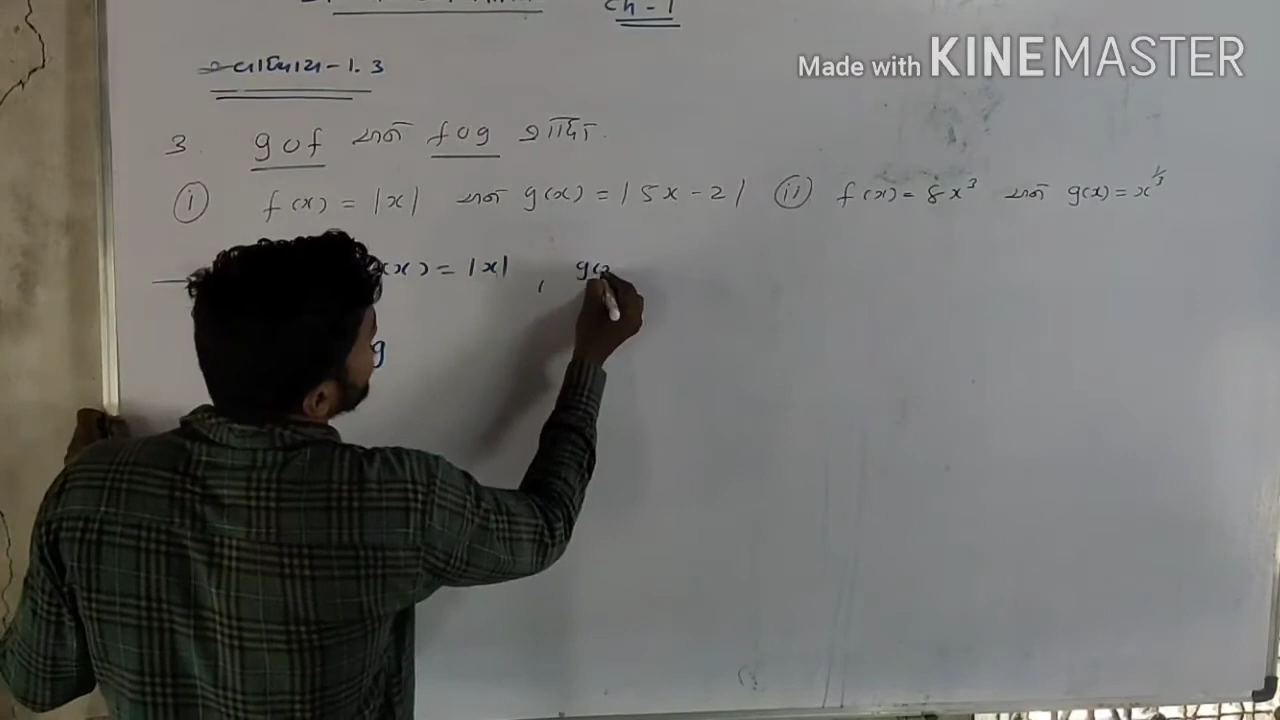 Ch - 1
Made with KINEMASTER
સ્વાધ્યાય - 1.3
3. gof અને fog શોધો.
(i) f(x) = |x| અને g(x) = |5x - 2| (ii) f(x) = 8x³ અને g(x) = x^1/3
(x) = |x| , g(x
g